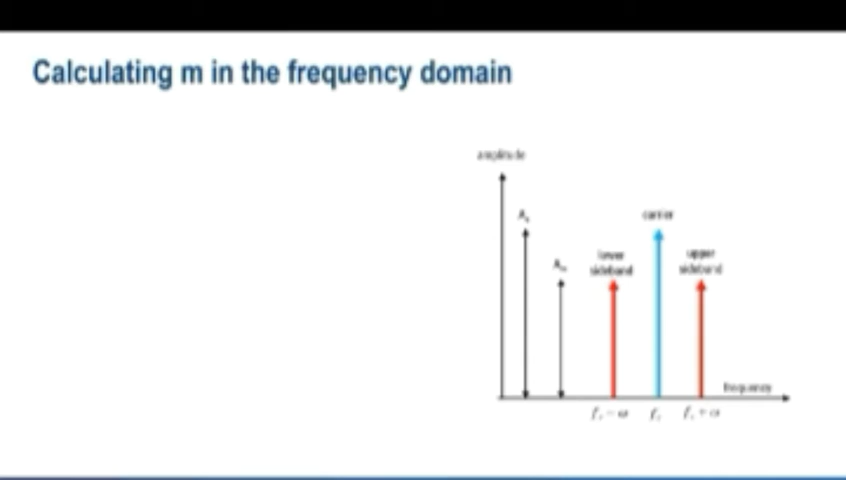 Calculating m in the frequency domain
amplitude
carrier
lower
sideband
upper
sideband
frequency